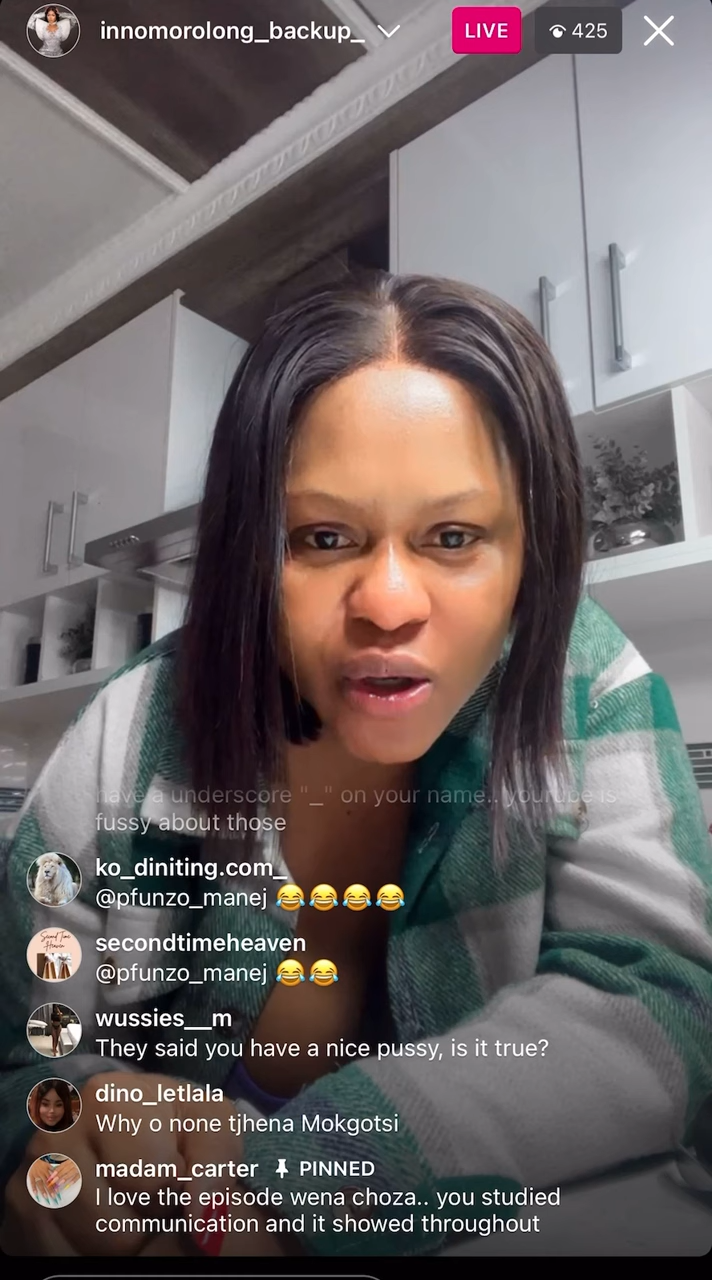 innomorolong_backup_
LIVE
425
have a underscore "_" on your name.. youtube is
fussy about those
ko_diniting.com_
@pfunzo_manej 😂😂😂😂
secondtimeheaven
@pfunzo_manej 😂😂
wussies__m
They said you have a nice pussy, is it true?
dino_letlala
Why o none tjhena Mokgotsi
madam_carter PINNED
I love the episode wena choza.. you studied
communication and it showed throughout